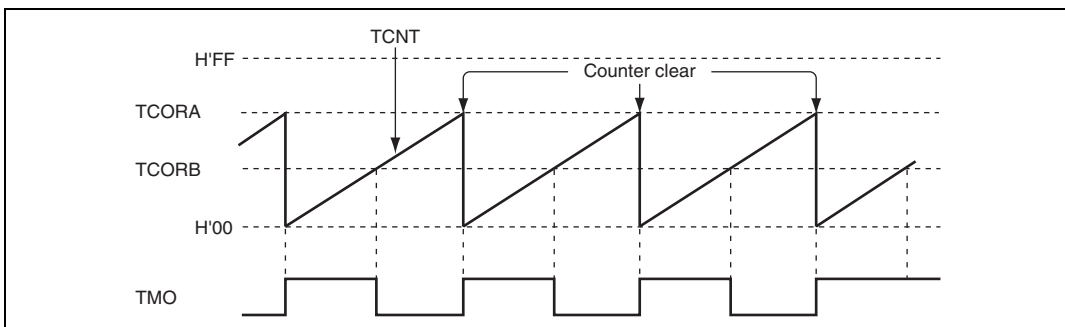 TCNT
H'FF
Counter clear
TCORA
TCORB
H'00
TMO